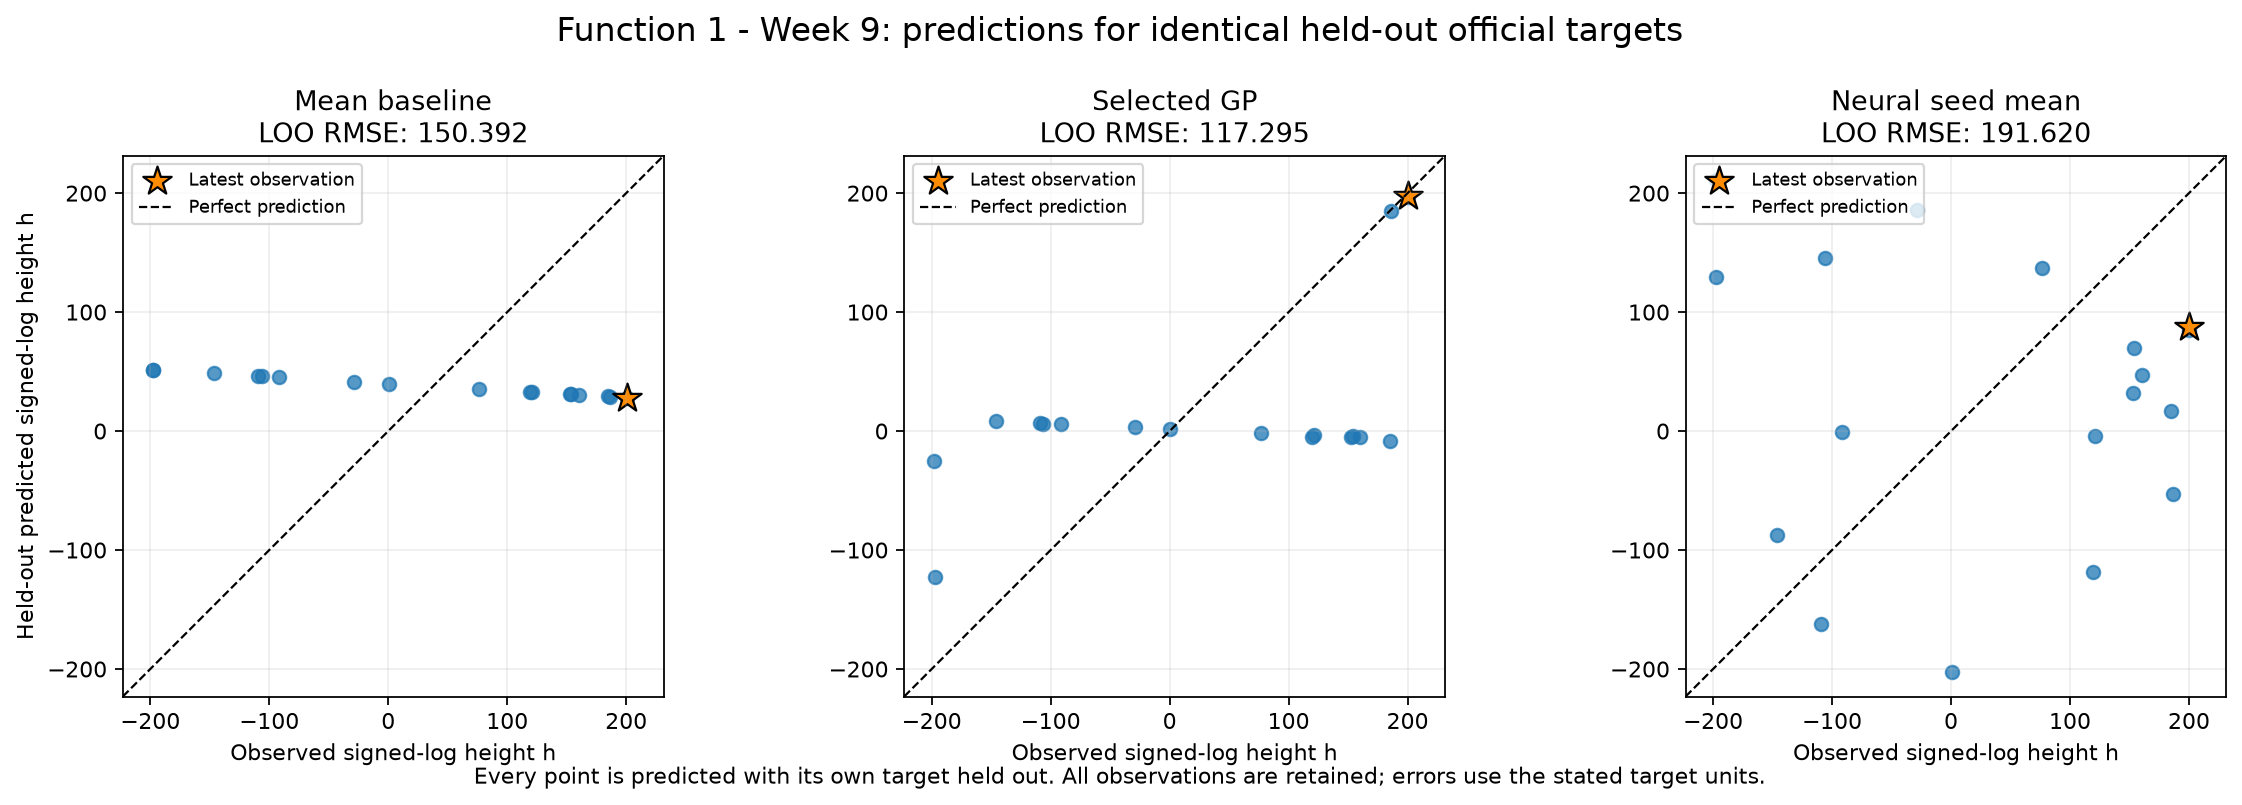 Function 1 - Week 9: predictions for identical held-out official targets
Mean baseline
LOO RMSE: 150.392
Latest observation
Perfect prediction
200
100
0
−100
−200
Held-out predicted signed-log height h
−200
−100
0
100
200
Observed signed-log height h
Selected GP
LOO RMSE: 117.295
Latest observation
Perfect prediction
200
100
0
−100
−200
−200
−100
0
100
200
Observed signed-log height h
Neural seed mean
LOO RMSE: 191.620
Latest observation
Perfect prediction
200
100
0
−100
−200
−200
−100
0
100
200
Observed signed-log height h
Every point is predicted with its own target held out. All observations are retained; errors use the stated target units.